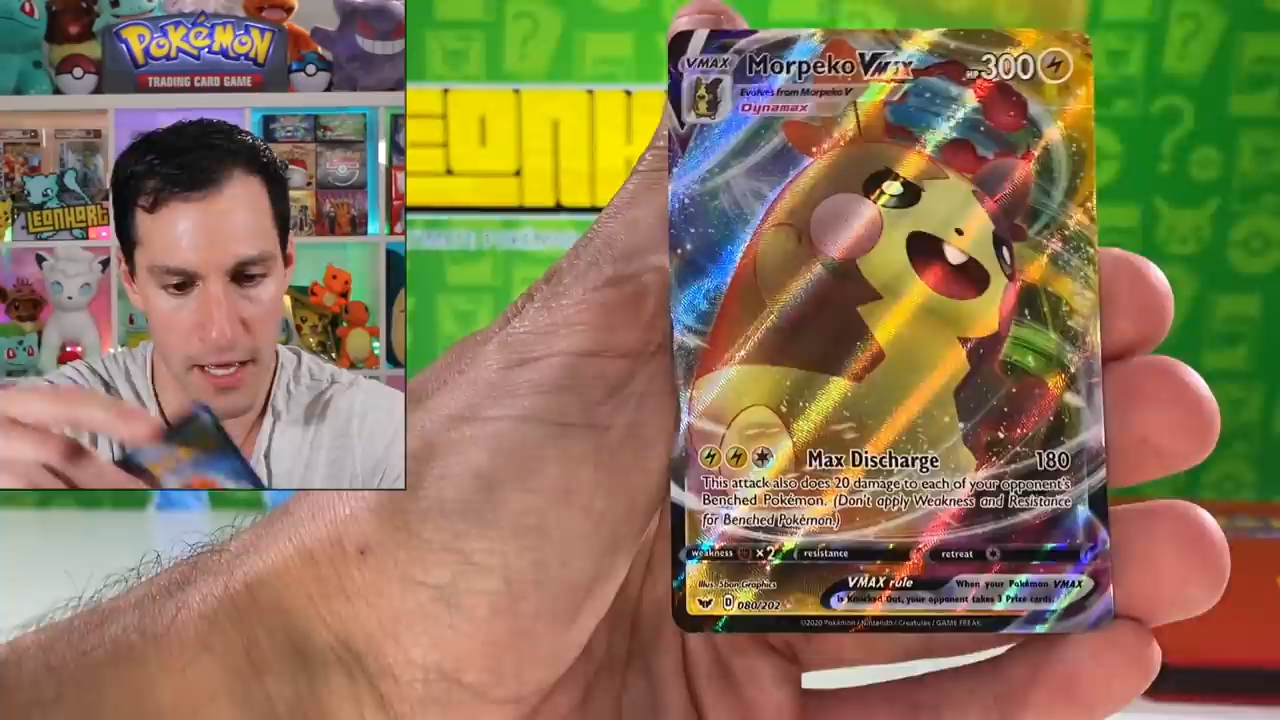 POKéMON
TRADING CARD GAME
LEONHART
EONH
VMAX
Morpeko VMAX
HP 300
Evolves from Morpeko V
Dynamax
Max Discharge 180
This attack also does 20 damage to each of your opponent's
Benched Pokémon. (Don't apply Weakness and Resistance
for Benched Pokémon.)
weakness ×2 resistance retreat
Illus. 5ban Graphics
VMAX rule When your Pokémon VMAX
is Knocked Out, your opponent takes 3 Prize cards.
D 080/202
©2020 Pokémon / Nintendo / Creatures / GAME FREAK